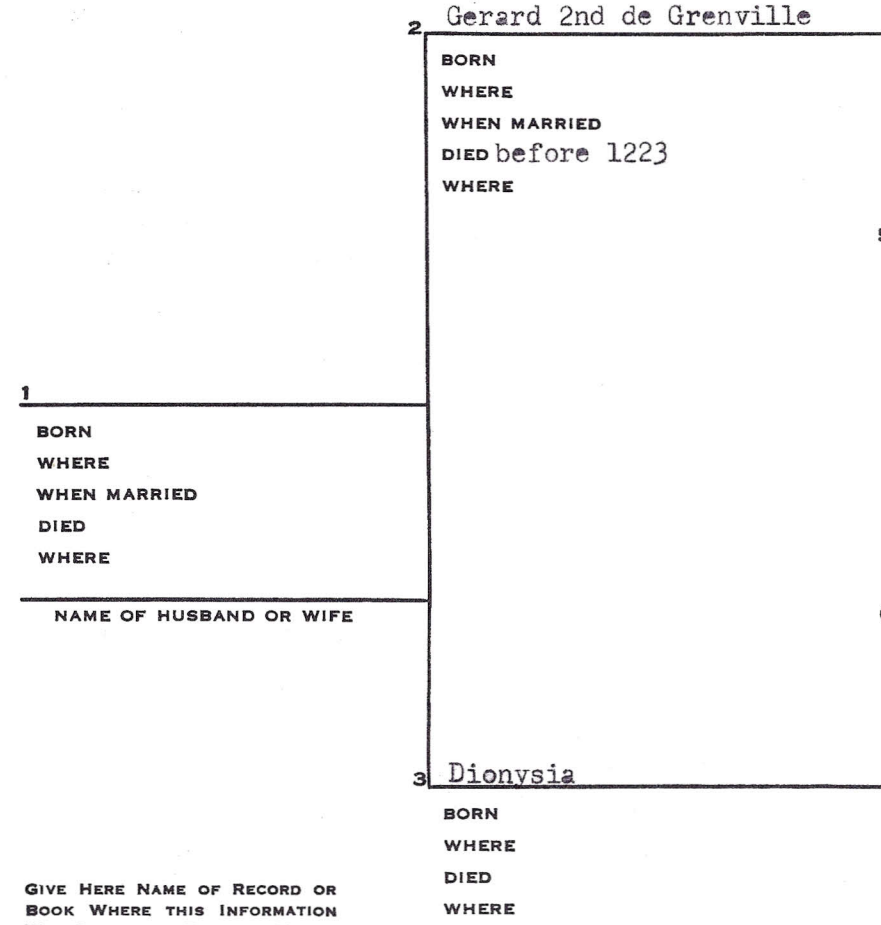 2 Gerard 2nd de Grenville
BORN
WHERE
WHEN MARRIED
DIED before 1223
WHERE
1
BORN
WHERE
WHEN MARRIED
DIED
WHERE
NAME OF HUSBAND OR WIFE
3 Dionysia
BORN
WHERE
DIED
WHERE
GIVE HERE NAME OF RECORD OR
BOOK WHERE THIS INFORMATION